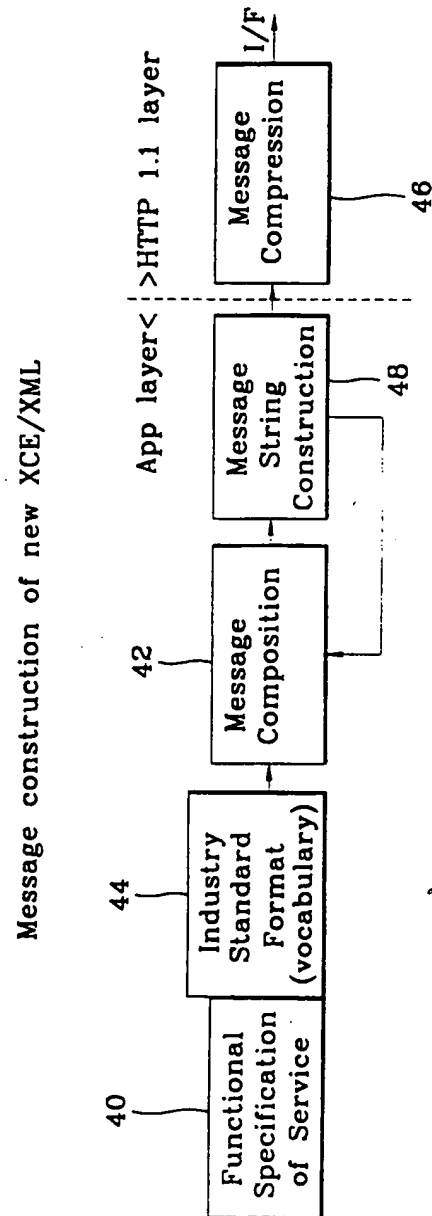 Message construction of new XCE/XML
App layer< >HTTP 1.1 layer
40
Functional
Specification
of Service
44
Industry
Standard
Format
(vocabulary)
42
Message
Composition
Message
String
Construction
48
Message
Compression
46
I/F